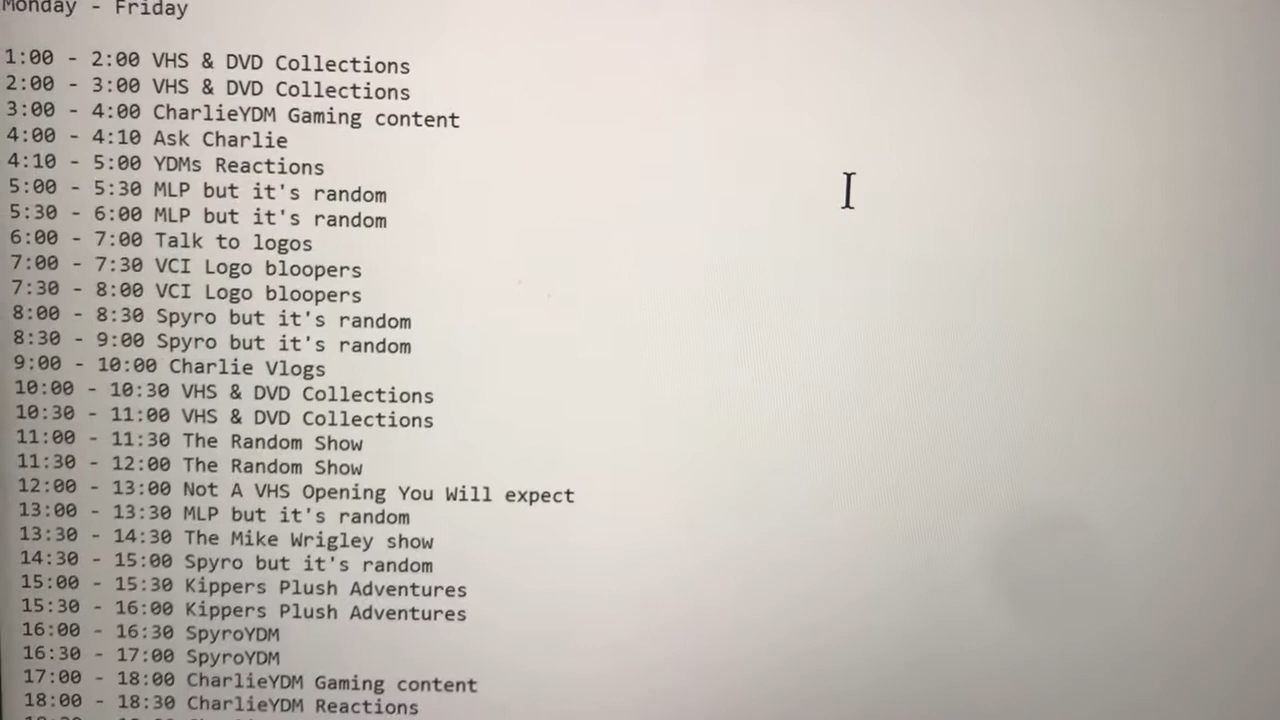 Monday - Friday
1:00 - 2:00 VHS & DVD Collections
2:00 - 3:00 VHS & DVD Collections
3:00 - 4:00 CharlieYDM Gaming content
4:00 - 4:10 Ask Charlie
4:10 - 5:00 YDMs Reactions
5:00 - 5:30 MLP but it's random
5:30 - 6:00 MLP but it's random
6:00 - 7:00 Talk to logos
7:00 - 7:30 VCI Logo bloopers
7:30 - 8:00 VCI Logo bloopers
8:00 - 8:30 Spyro but it's random
8:30 - 9:00 Spyro but it's random
9:00 - 10:00 Charlie Vlogs
10:00 - 10:30 VHS & DVD Collections
10:30 - 11:00 VHS & DVD Collections
11:00 - 11:30 The Random Show
11:30 - 12:00 The Random Show
12:00 - 13:00 Not A VHS Opening You Will expect
13:00 - 13:30 MLP but it's random
13:30 - 14:30 The Mike Wrigley show
14:30 - 15:00 Spyro but it's random
15:00 - 15:30 Kippers Plush Adventures
15:30 - 16:00 Kippers Plush Adventures
16:00 - 16:30 SpyroYDM
16:30 - 17:00 SpyroYDM
17:00 - 18:00 CharlieYDM Gaming content
18:00 - 18:30 CharlieYDM Reactions